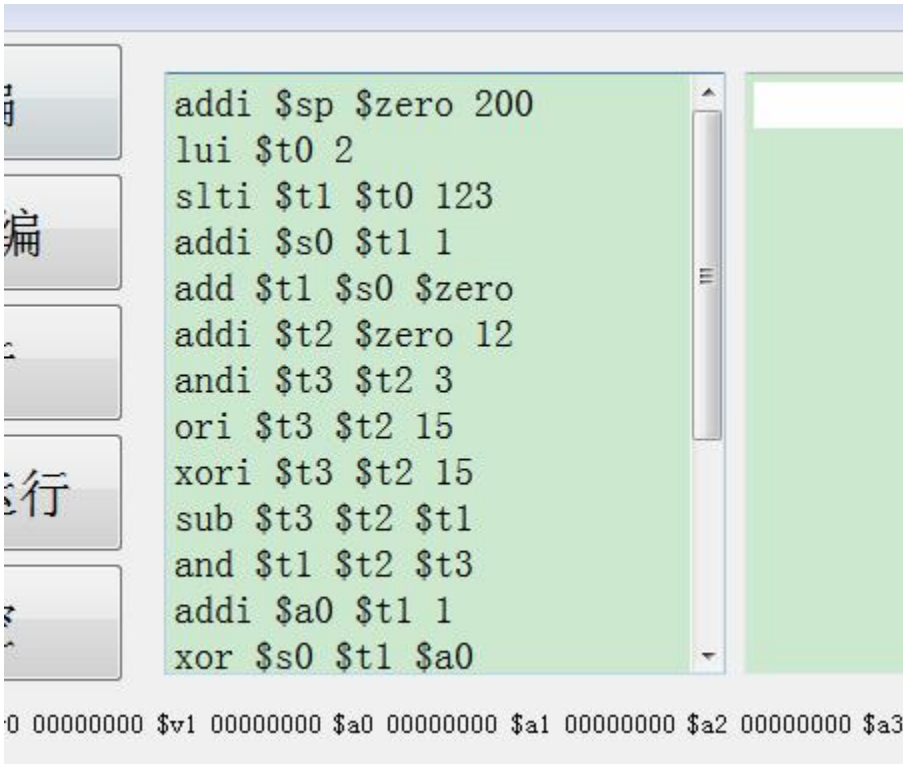 编
addi $sp $zero 200
lui $t0 2
slti $t1 $t0 123
addi $s0 $t1 1
add $t1 $s0 $zero
addi $t2 $zero 12
andi $t3 $t2 3
ori $t3 $t2 15
xori $t3 $t2 15
sub $t3 $t2 $t1
and $t1 $t2 $t3
addi $a0 $t1 1
xor $s0 $t1 $a0
行
00000000 $v1 00000000 $a0 00000000 $a1 00000000 $a2 00000000 $a3